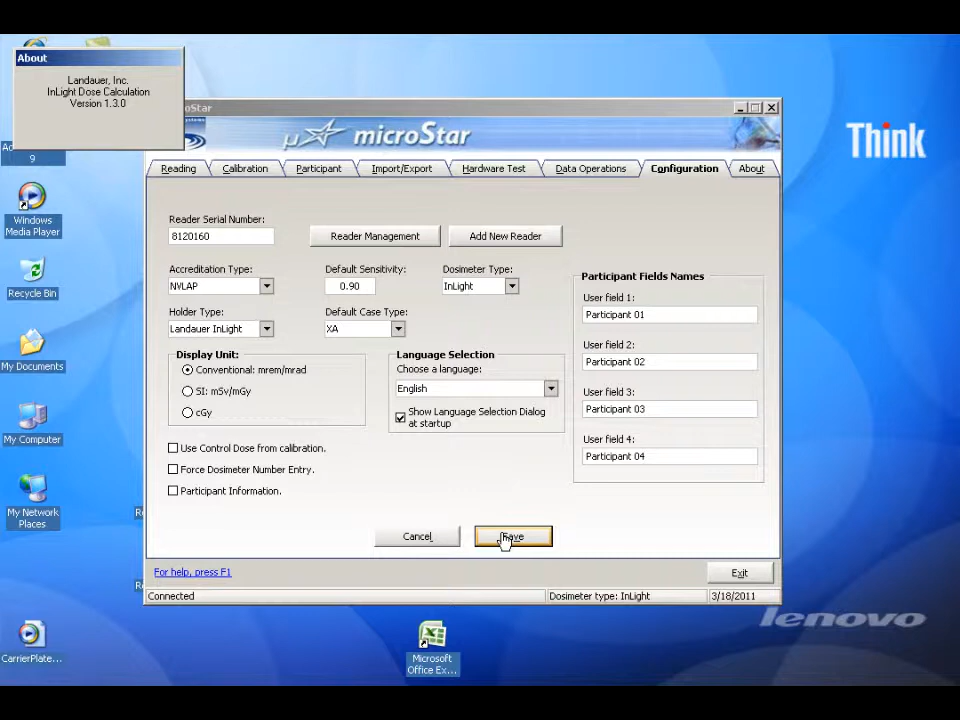 About
Landauer, Inc.
InLight Dose Calculation
Version 1.3.0
9
Windows
Media Player
Recycle Bin
My Documents
My Computer
My Network
Places
CarrierPlate...
Microsoft
Office Ex...
Think
lenovo
microStar
Reading
Calibration
Participant
Import/Export
Hardware Test
Data Operations
Configuration
About
Reader Serial Number:
8120160
Reader Management
Add New Reader
Accreditation Type:
NVLAP
Default Sensitivity:
0.90
Dosimeter Type:
InLight
Holder Type:
Landauer InLight
Default Case Type:
XA
Display Unit:
Conventional: mrem/mrad
SI: mSv/mGy
cGy
Language Selection
Choose a language:
English
Show Language Selection Dialog
at startup
Use Control Dose from calibration.
Force Dosimeter Number Entry.
Participant Information.
Participant Fields Names
User field 1:
Participant 01
User field 2:
Participant 02
User field 3:
Participant 03
User field 4:
Participant 04
Cancel
Save
For help, press F1
Exit
Connected
Dosimeter type: InLight
3/18/2011